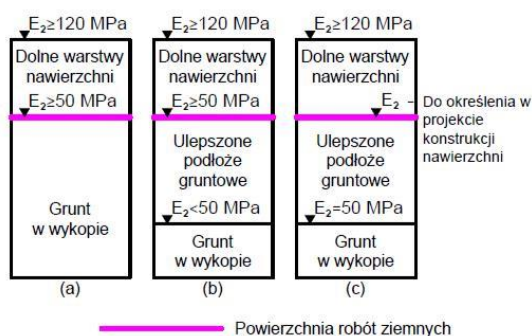 E₂≥120 MPa
Dolne warstwy
nawierzchni
E₂≥50 MPa
Grunt
w wykopie
(a)
E₂≥120 MPa
Dolne warstwy
nawierzchni
E₂≥50 MPa
Ulepszone
podłoże
gruntowe
E₂<50 MPa
Grunt
w wykopie
(b)
E₂≥120 MPa
Dolne warstwy
nawierzchni
E₂ - Do określenia w
projekcie
konstrukcji
nawierzchni
Ulepszone
podłoże
gruntowe
E₂=50 MPa
Grunt
w wykopie
(c)
Powierzchnia robót ziemnych